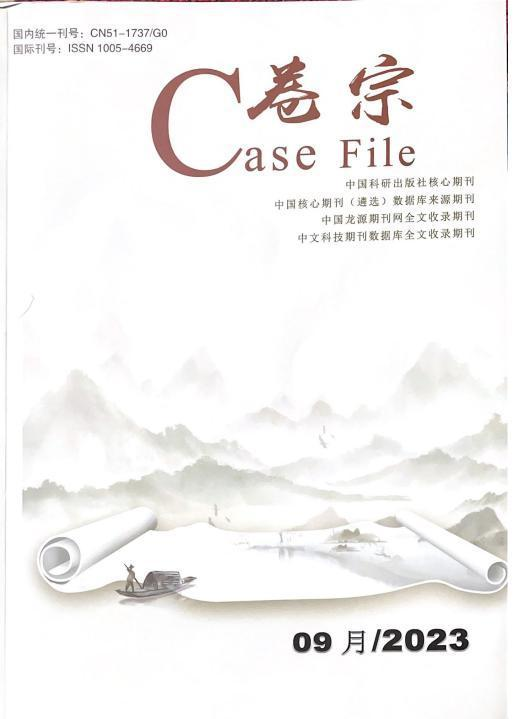 国内统一刊号：CN51-1737/G0
国际刊号：ISSN 1005-4669
卷宗
Case File
中国科研出版社核心期刊
中国核心期刊（遴选）数据库来源期刊
中国龙源期刊网全文收录期刊
中文科技期刊数据库全文收录期刊
09 月/2023